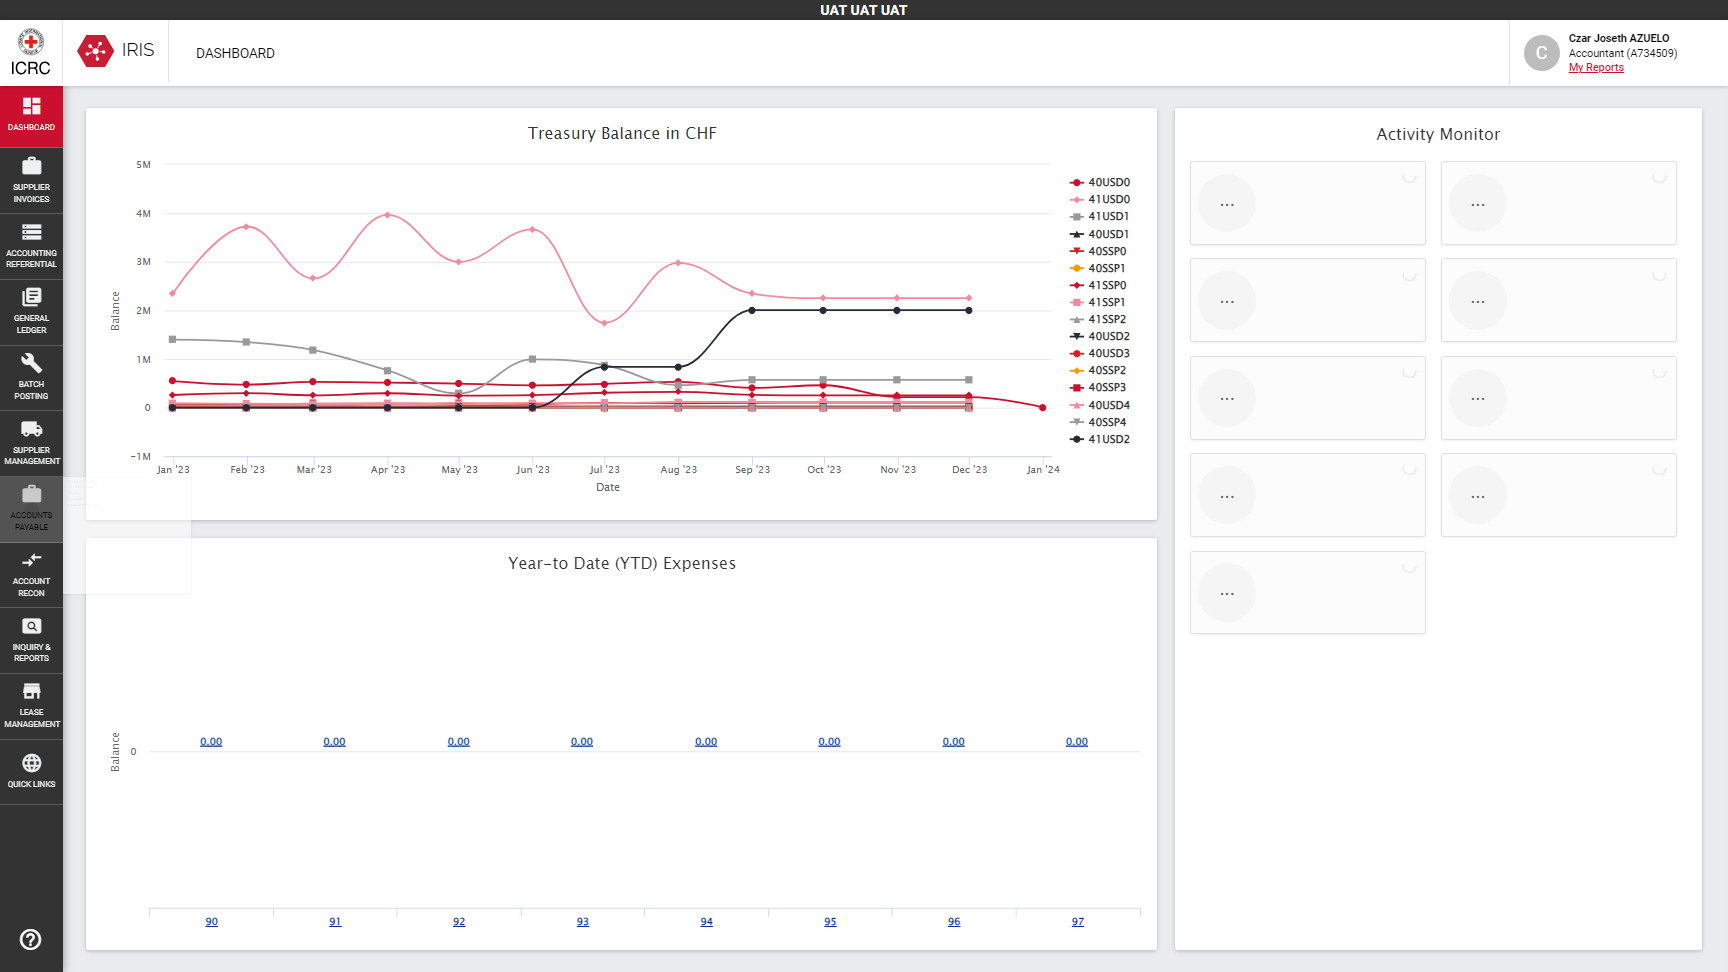 UAT UAT UAT
ICRC
IRIS
DASHBOARD
Czar Joseth AZUELO
Accountant (A734509)
My Reports
C
DASHBOARD
SUPPLIER
INVOICES
ACCOUNTING
REFERENTIAL
GENERAL
LEDGER
BATCH
POSTING
SUPPLIER
MANAGEMENT
ACCOUNTS
PAYABLE
ACCOUNT
RECON
INQUIRY &
REPORTS
LEASE
MANAGEMENT
QUICK LINKS
Treasury Balance in CHF
5M
4M
3M
2M
1M
0
-1M
Balance
Jan '23
Feb '23
Mar '23
Apr '23
May '23
Jun '23
Jul '23
Aug '23
Sep '23
Oct '23
Nov '23
Dec '23
Jan '24
Date
40USD0
41USD0
41USD1
40USD1
40SSP0
40SSP1
41SSP0
41SSP1
41SSP2
40USD2
40USD3
40SSP2
40SSP3
40USD4
40SSP4
41USD2
Year-to Date (YTD) Expenses
Balance
0
0.00
0.00
0.00
0.00
0.00
0.00
0.00
0.00
90
91
92
93
94
95
96
97
Activity Monitor
...
...
...
...
...
...
...
...
...